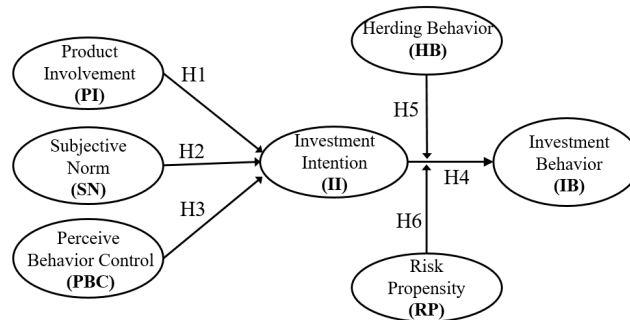 Product
Involvement
(PI)
H1
Subjective
Norm
(SN)
H2
Perceive
Behavior Control
(PBC)
H3
Investment
Intention
(II)
Herding Behavior
(HB)
H5
H4
H6
Risk
Propensity
(RP)
Investment
Behavior
(IB)